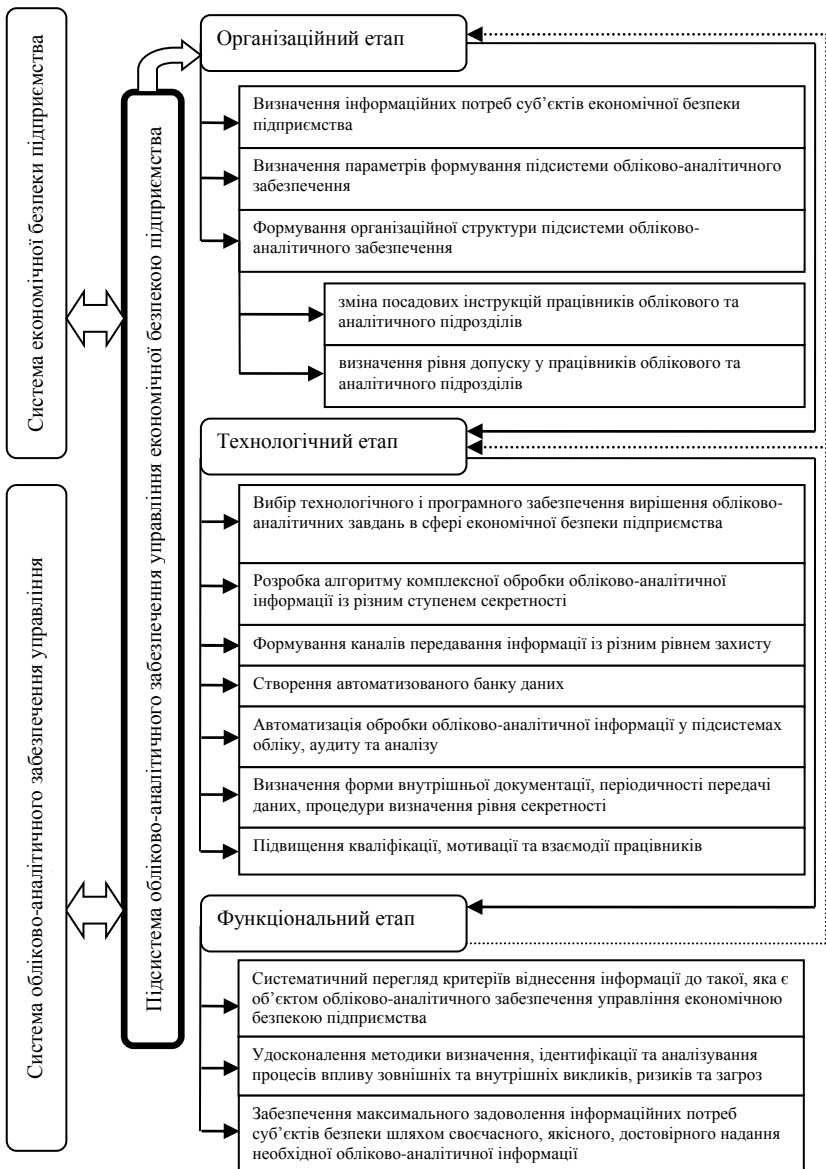 Система економічної безпеки підприємства
Система обліково-аналітичного забезпечення управління
Підсистема обліково-аналітичного забезпечення управління економічної безпекою підприємства
Організаційний етап
Визначення інформаційних потреб суб’єктів економічної безпеки
підприємства
Визначення параметрів формування підсистеми обліково-аналітичного
забезпечення
Формування організаційної структури підсистеми обліково-
аналітичного забезпечення
зміна посадових інструкцій працівників облікового та
аналітичного підрозділів
визначення рівня допуску у працівників облікового та
аналітичного підрозділів
Технологічний етап
Вибір технологічного і програмного забезпечення вирішення обліково-
аналітичних завдань в сфері економічної безпеки підприємства
Розробка алгоритму комплексної обробки обліково-аналітичної
інформації із різним ступенем секретності
Формування каналів передавання інформації із різним рівнем захисту
Створення автоматизованого банку даних
Автоматизація обробки обліково-аналітичної інформації у підсистемах
обліку, аудиту та аналізу
Визначення форми внутрішньої документації, періодичності передачі
даних, процедури визначення рівня секретності
Підвищення кваліфікації, мотивації та взаємодії працівників
Функціональний етап
Систематичний перегляд критеріїв віднесення інформації до такої, яка є
об’єктом обліково-аналітичного забезпечення управління економічною
безпекою підприємства
Удосконалення методики визначення, ідентифікації та аналізування
процесів впливу зовнішніх та внутрішніх викликів, ризиків та загроз
Забезпечення максимального задоволення інформаційних потреб
суб’єктів безпеки шляхом своєчасного, якісного, достовірного надання
необхідної обліково-аналітичної інформації